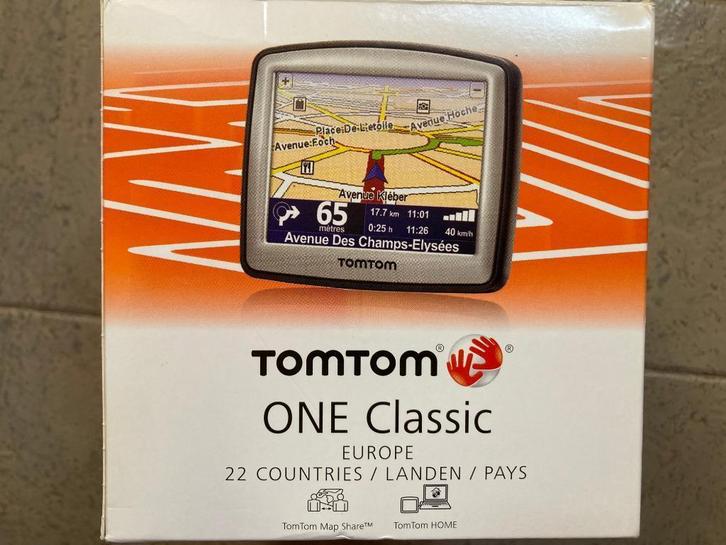 +
-
Place De L'etoile
Avenue Hoche
Avenue Foch
Avenue Kléber
65
mètres
17.7 km 11:01
0:25 h 11:26 40 km/h
Avenue Des Champs-Elysées
TOMTOM
TOMTOM®
®
ONE Classic
EUROPE
22 COUNTRIES / LANDEN / PAYS
TomTom Map Share™ TomTom HOME